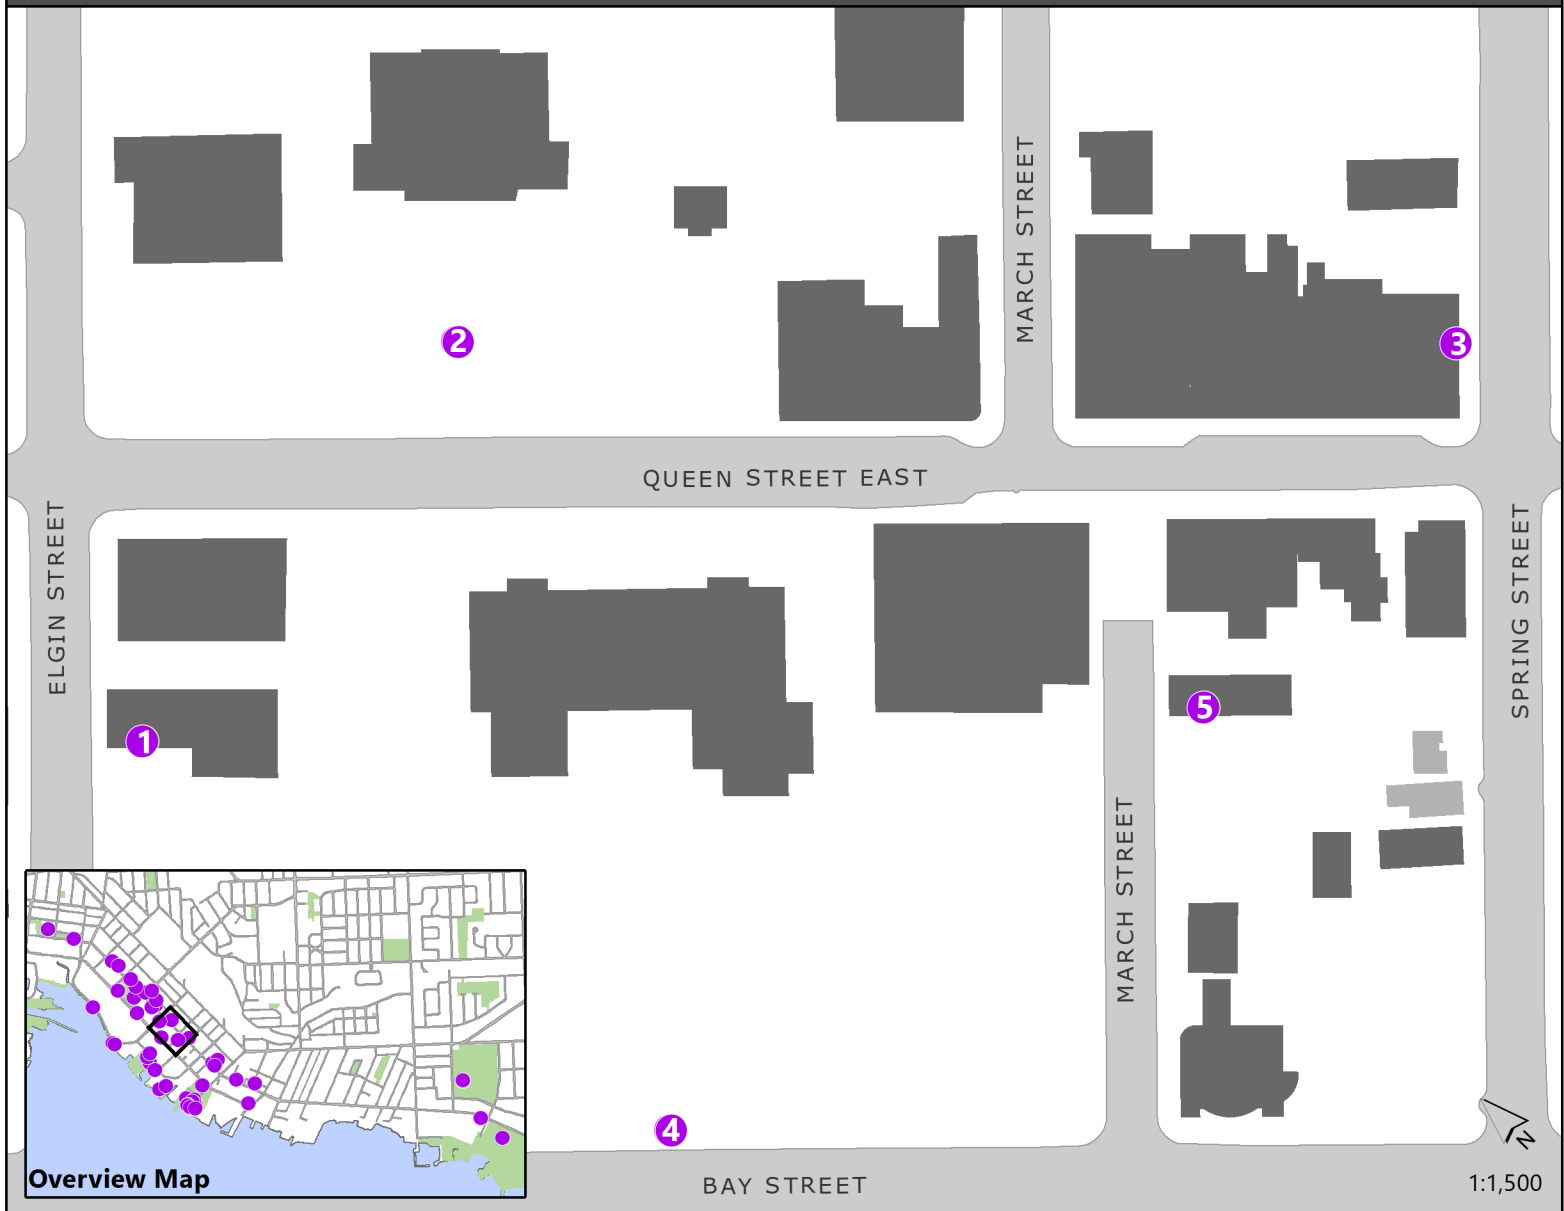 MARCH STREET
2
3
QUEEN STREET EAST
ELGIN STREET
SPRING STREET
1
5
MARCH STREET
4
N
Overview Map
BAY STREET
1:1,500